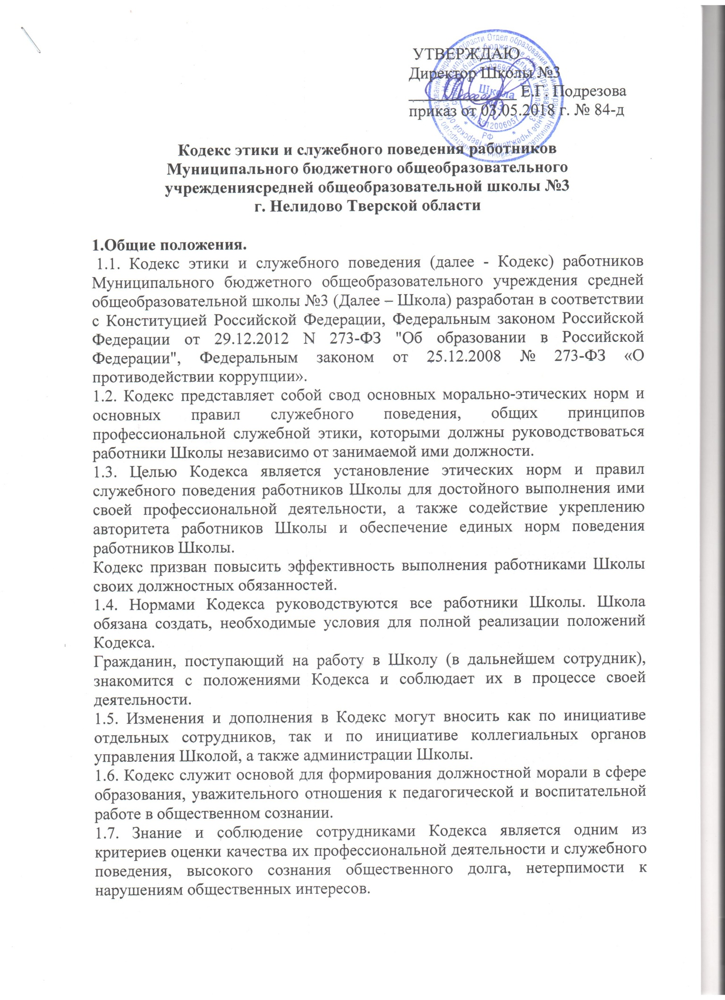 УТВЕРЖДАЮ
Директор Школы №3
______________ Е.Г. Подрезова
приказ от 03.05.2018 г. № 84-д
Школа
№3
ИНН 6912006057
РФ
Кодекс этики и служебного поведения работников
Муниципального бюджетного общеобразовательного
учреждениясредней общеобразовательной школы №3
г. Нелидово Тверской области
1.Общие положения.
1.1. Кодекс этики и служебного поведения (далее - Кодекс) работников
Муниципального бюджетного общеобразовательного учреждения средней
общеобразовательной школы №3 (Далее – Школа) разработан в соответствии
с Конституцией Российской Федерации, Федеральным законом Российской
Федерации от 29.12.2012 N 273-ФЗ "Об образовании в Российской
Федерации", Федеральным законом от 25.12.2008 № 273-ФЗ «О
противодействии коррупции».
1.2. Кодекс представляет собой свод основных морально-этических норм и
основных правил служебного поведения, общих принципов
профессиональной служебной этики, которыми должны руководствоваться
работники Школы независимо от занимаемой ими должности.
1.3. Целью Кодекса является установление этических норм и правил
служебного поведения работников Школы для достойного выполнения ими
своей профессиональной деятельности, а также содействие укреплению
авторитета работников Школы и обеспечение единых норм поведения
работников Школы.
Кодекс призван повысить эффективность выполнения работниками Школы
своих должностных обязанностей.
1.4. Нормами Кодекса руководствуются все работники Школы. Школа
обязана создать, необходимые условия для полной реализации положений
Кодекса.
Гражданин, поступающий на работу в Школу (в дальнейшем сотрудник),
знакомится с положениями Кодекса и соблюдает их в процессе своей
деятельности.
1.5. Изменения и дополнения в Кодекс могут вносить как по инициативе
отдельных сотрудников, так и по инициативе коллегиальных органов
управления Школой, а также администрации Школы.
1.6. Кодекс служит основой для формирования должностной морали в сфере
образования, уважительного отношения к педагогической и воспитательной
работе в общественном сознании.
1.7. Знание и соблюдение сотрудниками Кодекса является одним из
критериев оценки качества их профессиональной деятельности и служебного
поведения, высокого сознания общественного долга, нетерпимости к
нарушениям общественных интересов.